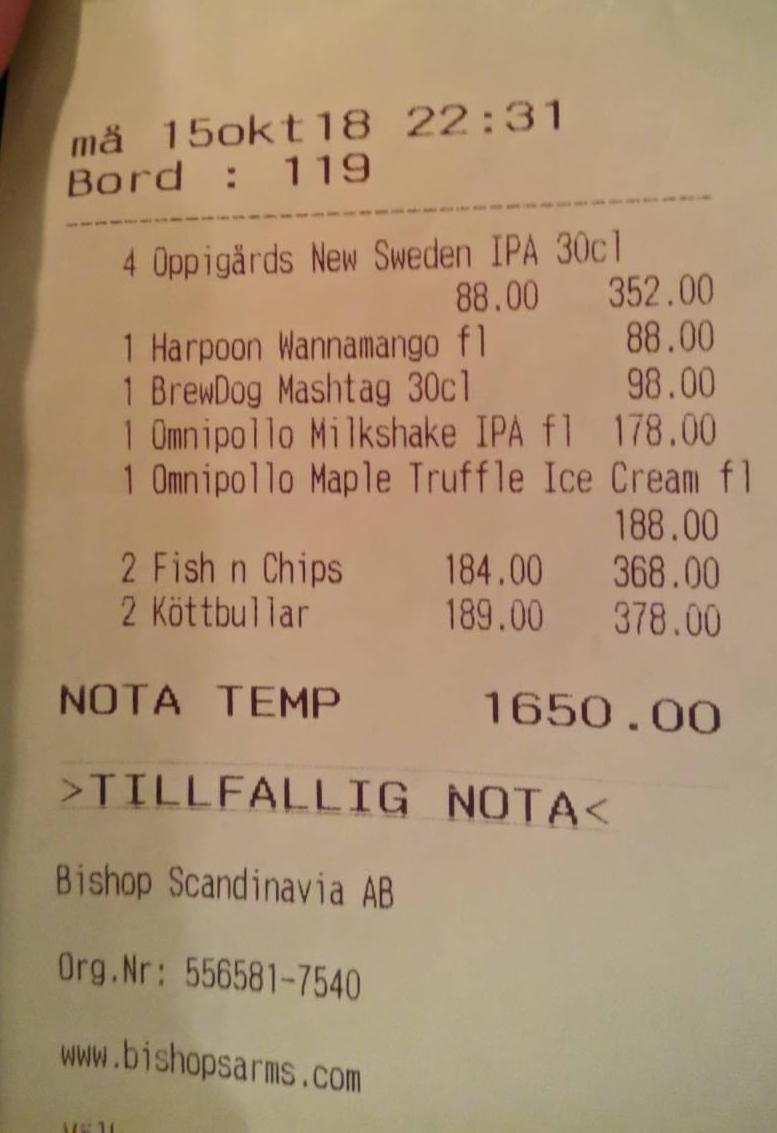 må 15okt18 22:31
Bord : 119
4 Oppigårds New Sweden IPA 30cl
88.00 352.00
1 Harpoon Wannamango fl 88.00
1 BrewDog Mashtag 30cl 98.00
1 Omnipollo Milkshake IPA fl 178.00
1 Omnipollo Maple Truffle Ice Cream fl
188.00
2 Fish n Chips 184.00 368.00
2 Köttbullar 189.00 378.00
NOTA TEMP 1650.00
>TILLFALLIG NOTA<
Bishop Scandinavia AB
Org.Nr: 556581-7540
www.bishopsarms.com